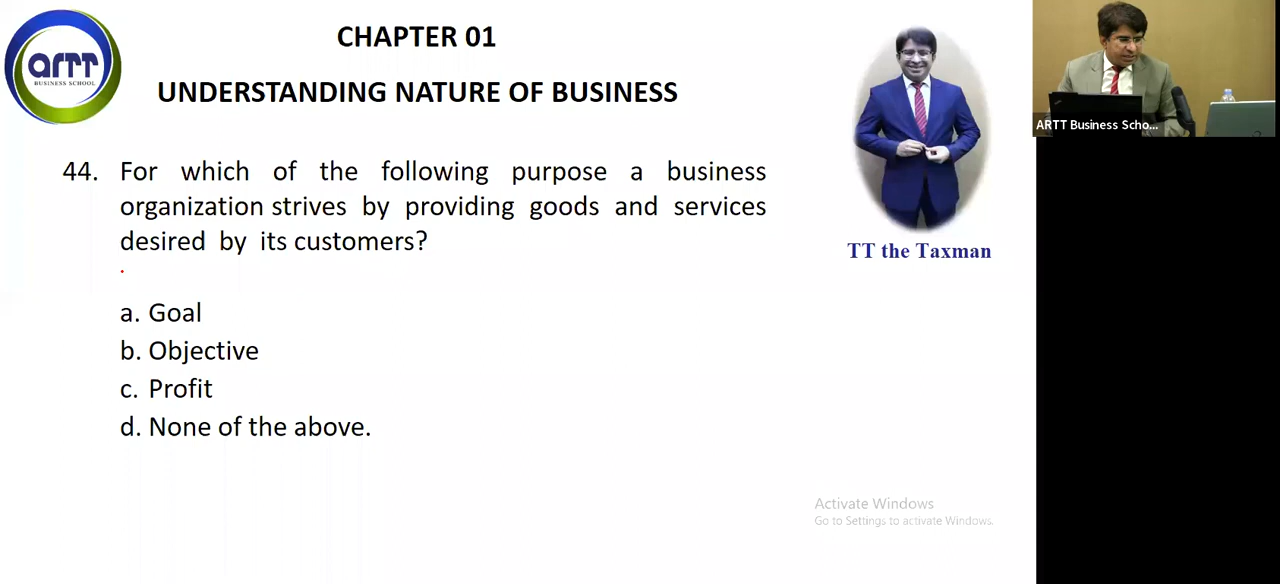 CHAPTER 01
UNDERSTANDING NATURE OF BUSINESS
aRTT
BUSINESS SCHOOL
44. For which of the following purpose a business
organization strives by providing goods and services
desired by its customers?
a. Goal
b. Objective
c. Profit
d. None of the above.
TT the Taxman
ARTT Business Scho...
Activate Windows
Go to Settings to activate Windows.